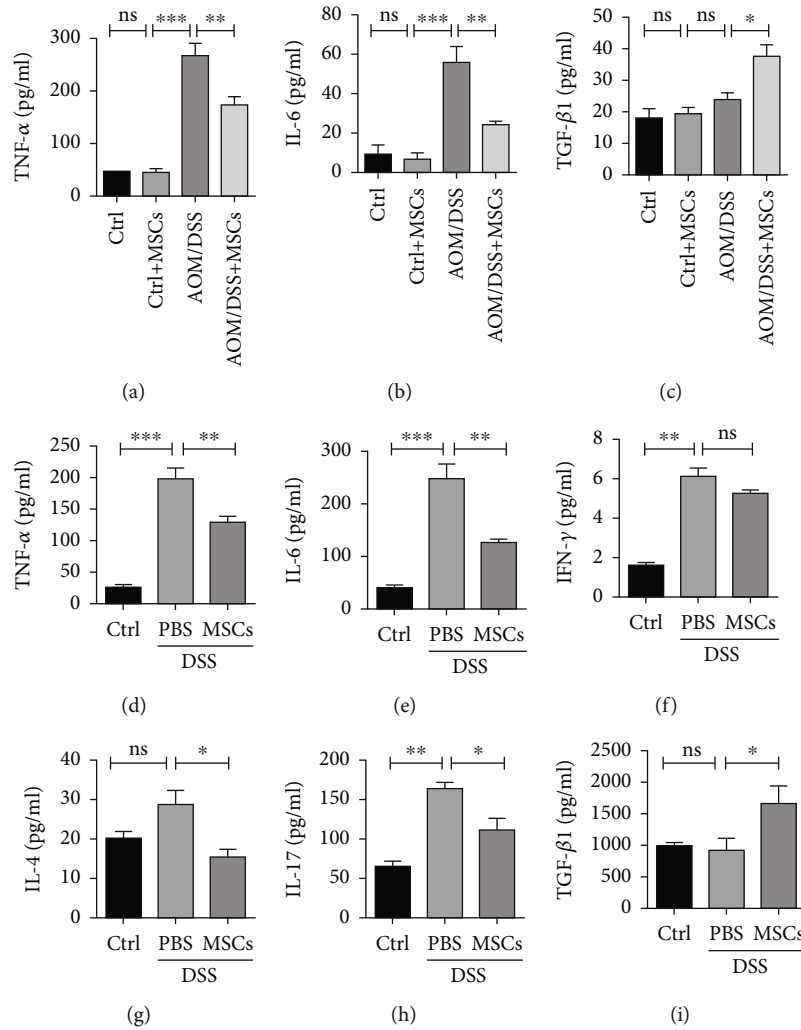 ns *** **
TNF-α (pg/ml)
300
200
100
0
Ctrl
Ctrl+MSCs
AOM/DSS
AOM/DSS+MSCs
(a)
ns *** **
IL-6 (pg/ml)
80
60
40
20
0
Ctrl
Ctrl+MSCs
AOM/DSS
AOM/DSS+MSCs
(b)
ns ns *
TGF-β1 (pg/ml)
50
40
30
20
10
0
Ctrl
Ctrl+MSCs
AOM/DSS
AOM/DSS+MSCs
(c)
*** **
TNF-α (pg/ml)
250
200
150
100
50
0
Ctrl PBS MSCs
DSS
(d)
*** **
IL-6 (pg/ml)
300
200
100
0
Ctrl PBS MSCs
DSS
(e)
** ns
IFN-γ (pg/ml)
8
6
4
2
0
Ctrl PBS MSCs
DSS
(f)
ns *
IL-4 (pg/ml)
40
30
20
10
0
Ctrl PBS MSCs
DSS
(g)
** *
IL-17 (pg/ml)
200
150
100
50
0
Ctrl PBS MSCs
DSS
(h)
ns *
TGF-β1 (pg/ml)
2500
2000
1500
1000
500
0
Ctrl PBS MSCs
DSS
(i)